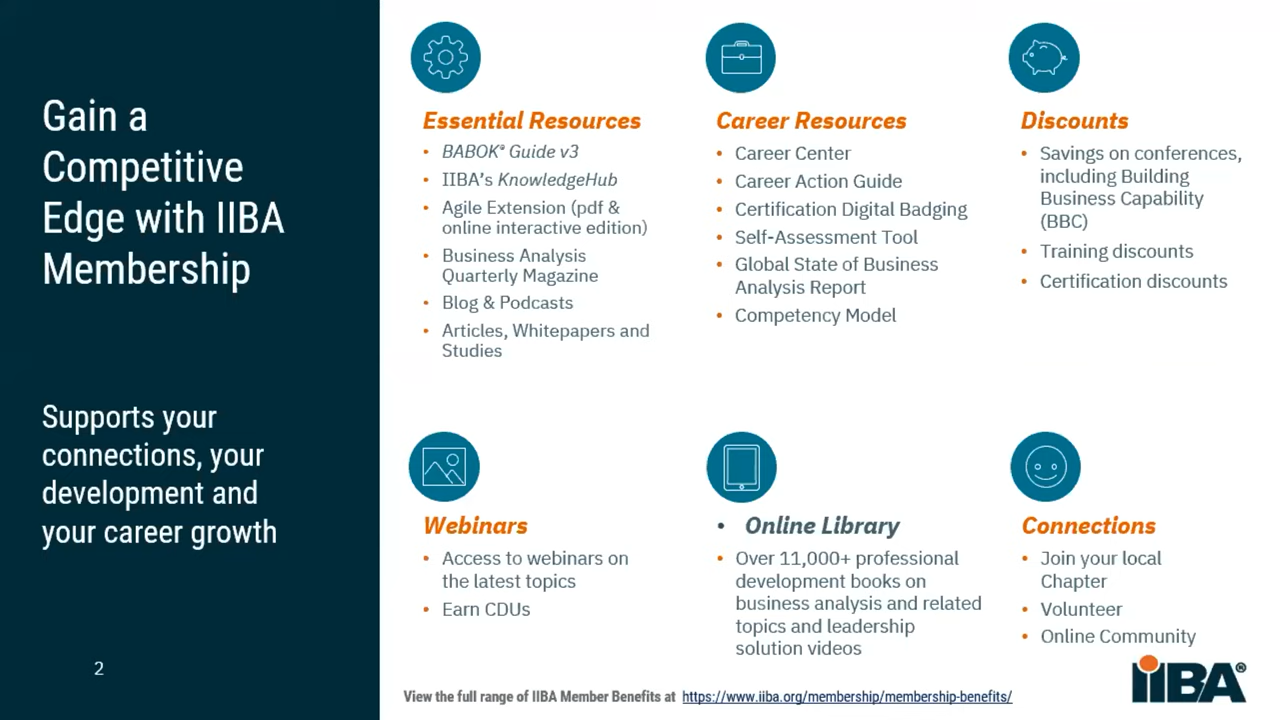 Gain a
Competitive
Edge with IIBA
Membership
Supports your
connections, your
development and
your career growth
2
Essential Resources
• BABOK® Guide v3
• IIBA's KnowledgeHub
• Agile Extension (pdf &
online interactive edition)
• Business Analysis
Quarterly Magazine
• Blog & Podcasts
• Articles, Whitepapers and
Studies
Career Resources
• Career Center
• Career Action Guide
• Certification Digital Badging
• Self-Assessment Tool
• Global State of Business
Analysis Report
• Competency Model
Discounts
• Savings on conferences,
including Building
Business Capability
(BBC)
• Training discounts
• Certification discounts
Webinars
• Access to webinars on
the latest topics
• Earn CDUs
• Online Library
• Over 11,000+ professional
development books on
business analysis and related
topics and leadership
solution videos
Connections
• Join your local
Chapter
• Volunteer
• Online Community
View the full range of IIBA Member Benefits at https://www.iiba.org/membership/membership-benefits/
IIBA®